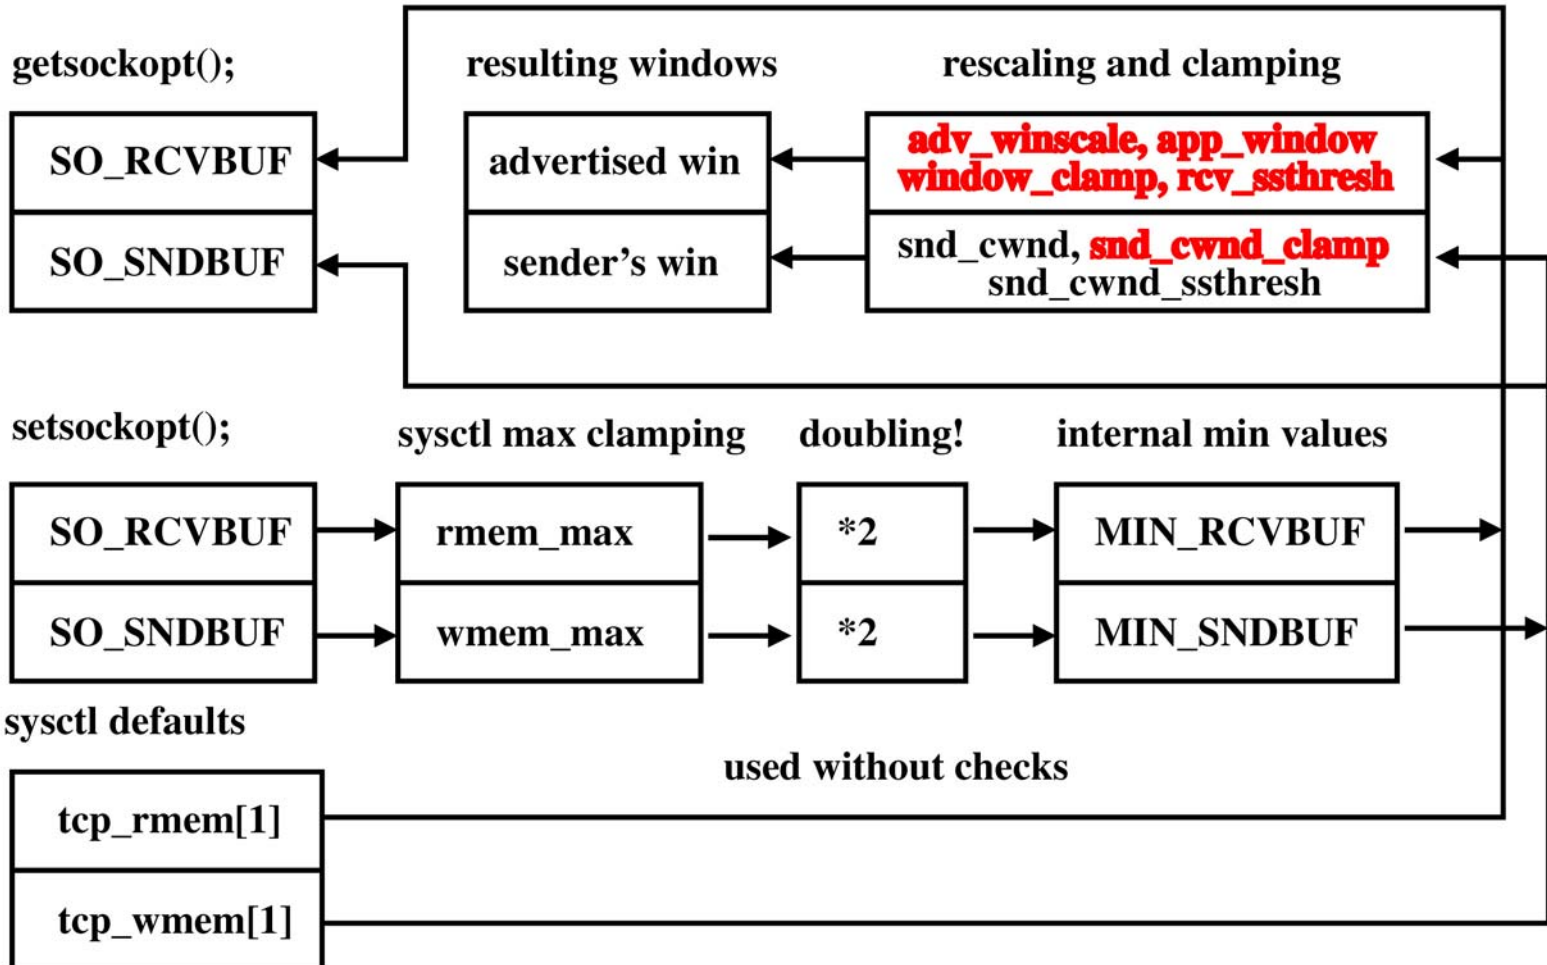 getsockopt();
resulting windows
rescaling and clamping
SO_RCVBUF
SO_SNDBUF
advertised win
sender’s win
adv_winscale, app_window
window_clamp, rcv_ssthresh
snd_cwnd, snd_cwnd_clamp
snd_cwnd_ssthresh
setsockopt();
sysctl max clamping
doubling!
internal min values
SO_RCVBUF
rmem_max
*2
MIN_RCVBUF
SO_SNDBUF
wmem_max
*2
MIN_SNDBUF
sysctl defaults
used without checks
tcp_rmem[1]
tcp_wmem[1]